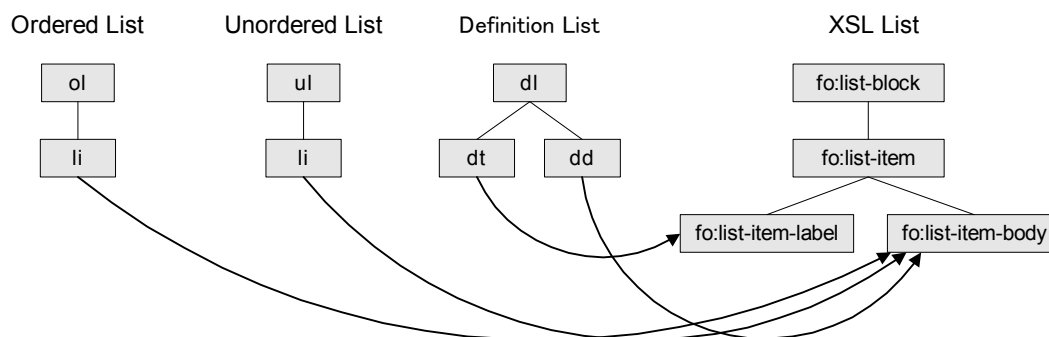 Ordered List Unordered List Definition List XSL List
ol ul dl fo:list-block
li li dt dd fo:list-item
fo:list-item-label fo:list-item-body